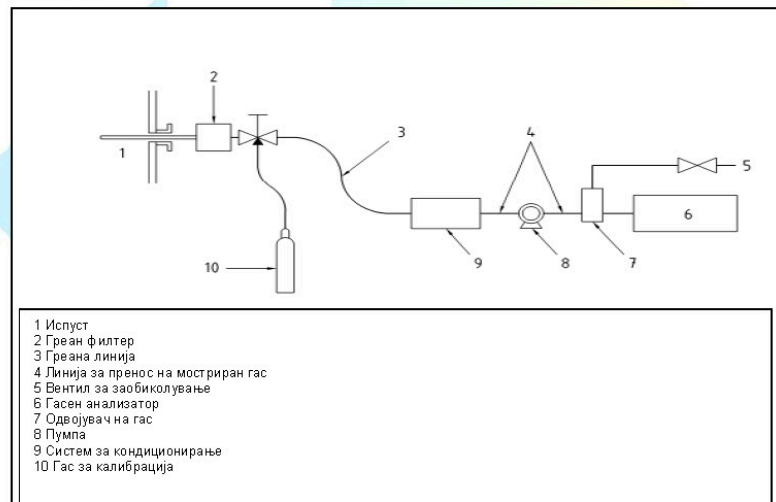 2
1
3
4
5
6
7
8
9
10
1 Испуст
2 Греан филтер
3 Греана линија
4 Линија за пренос на мостриран гас
5 Вентил за заобиколување
6 Гасен анализатор
7 Одвојувач на гас
8 Пумпа
9 Систем за кондиционирање
10 Гас за калибрација